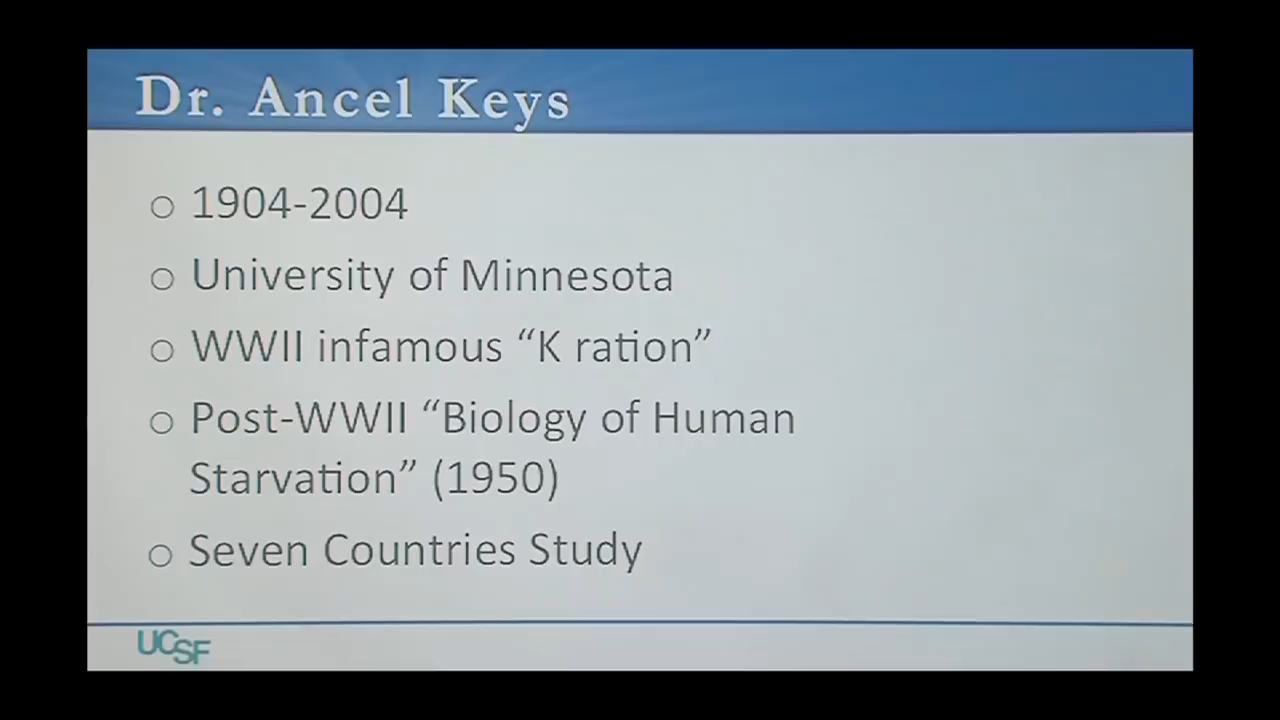 Dr. Ancel Keys
○ 1904-2004
○ University of Minnesota
○ WWII infamous “K ration”
○ Post-WWII “Biology of Human
Starvation” (1950)
○ Seven Countries Study
UCSF